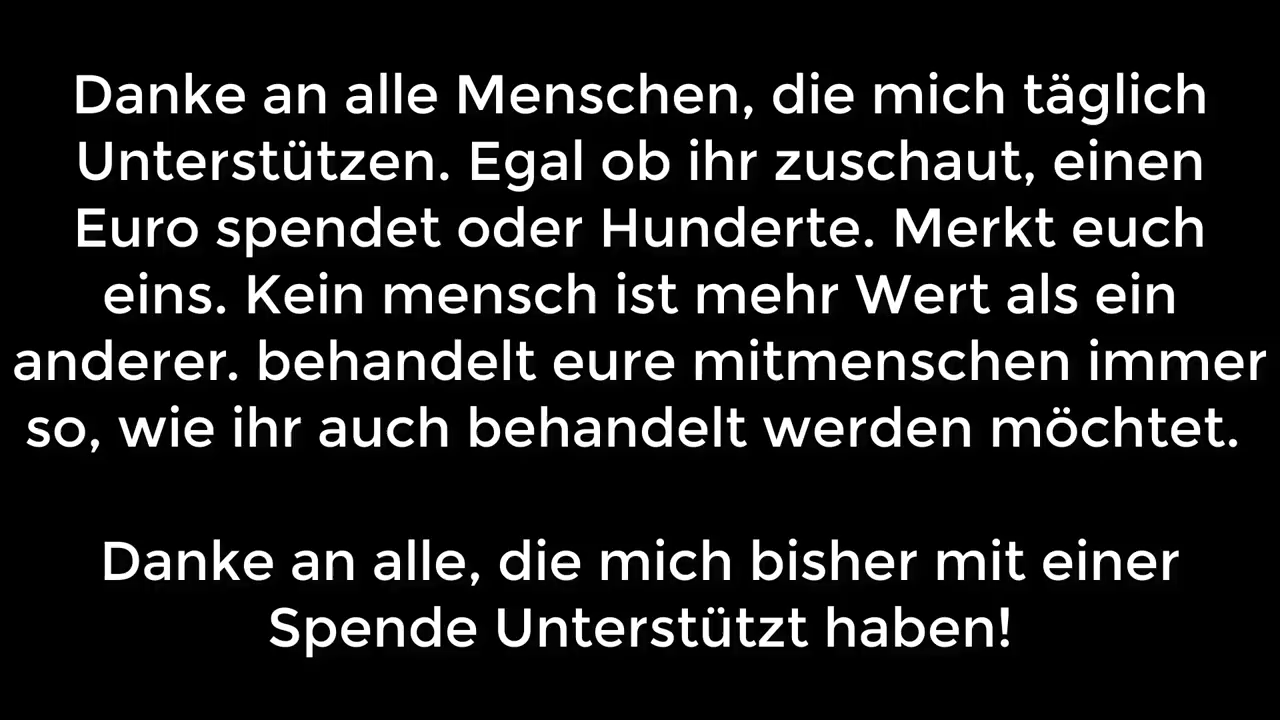 Danke an alle Menschen, die mich täglich
Unterstützen. Egal ob ihr zuschaut, einen
Euro spendet oder Hunderte. Merkt euch
eins. Kein mensch ist mehr Wert als ein
anderer. behandelt eure mitmenschen immer
so, wie ihr auch behandelt werden möchtet.
Danke an alle, die mich bisher mit einer
Spende Unterstützt haben!